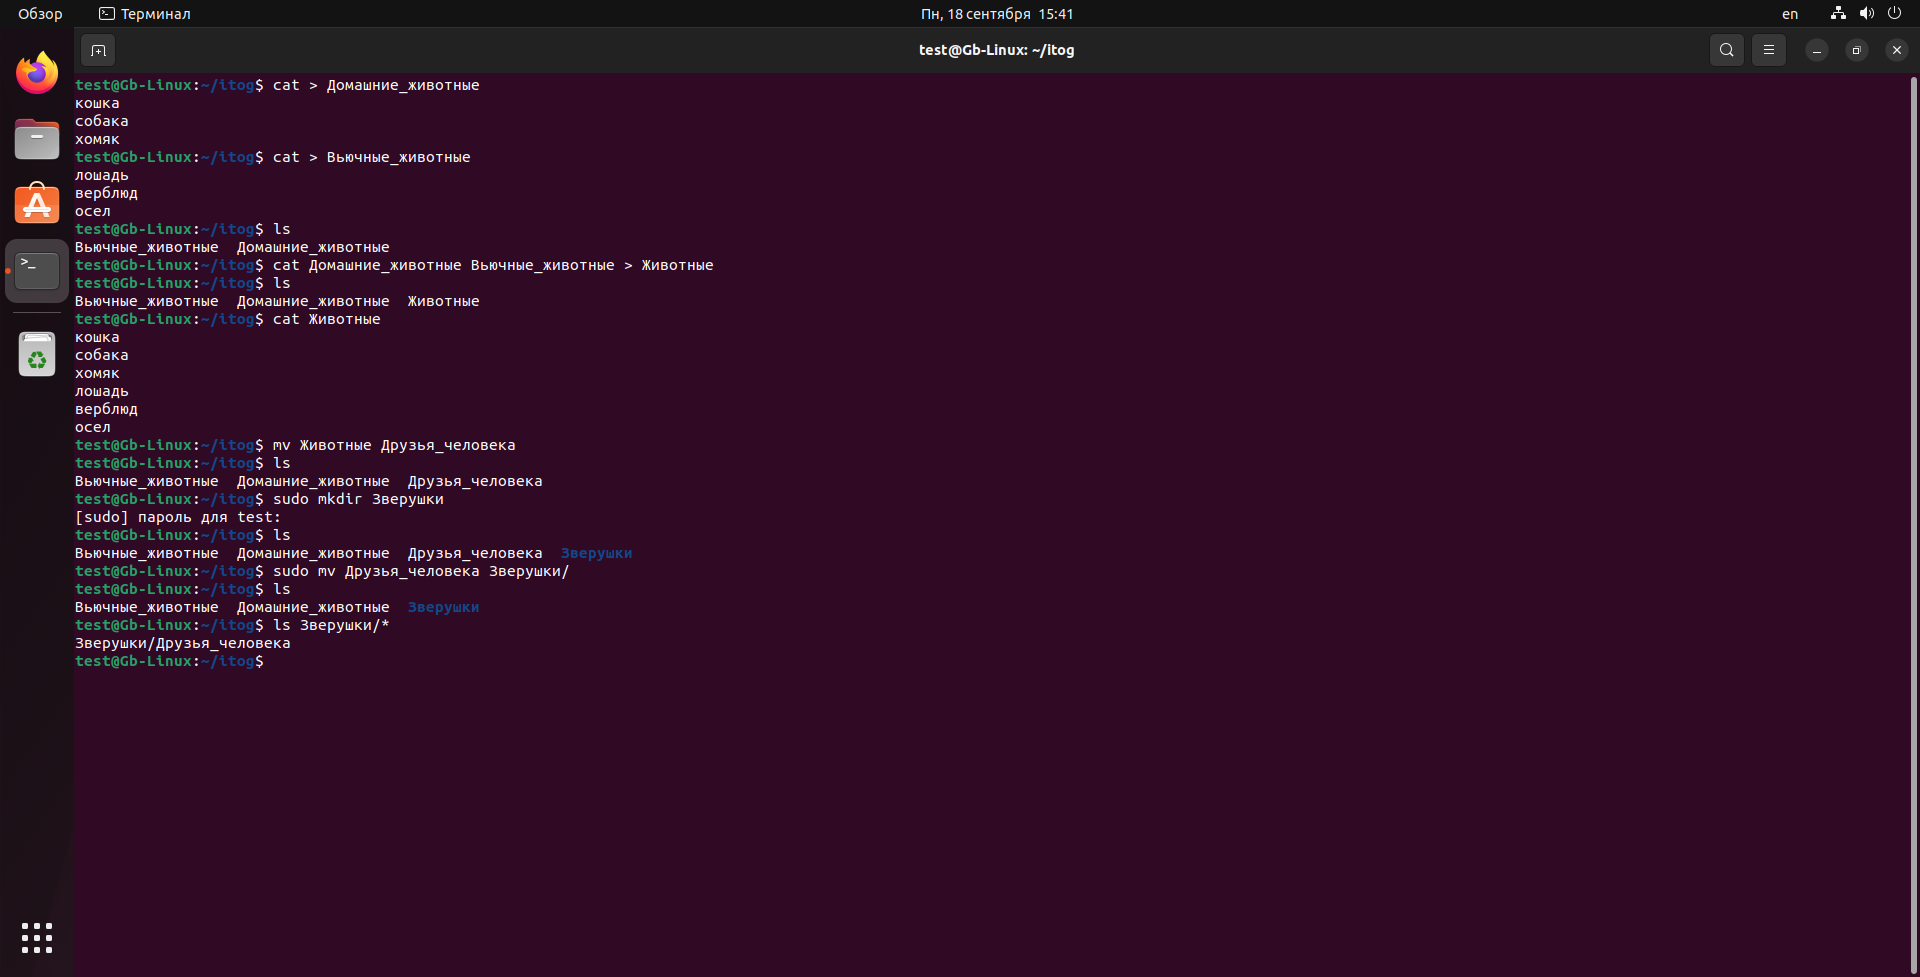 Обзор Терминал Пн, 18 сентября 15:41 en
test@Gb-Linux: ~/itog
test@Gb-Linux:~/itog$ cat > Домашние_животные
кошка
собака
хомяк
test@Gb-Linux:~/itog$ cat > Вьючные_животные
лошадь
верблюд
осел
test@Gb-Linux:~/itog$ ls
Вьючные_животные  Домашние_животные
test@Gb-Linux:~/itog$ cat Домашние_животные Вьючные_животные > Животные
test@Gb-Linux:~/itog$ ls
Вьючные_животные  Домашние_животные  Животные
test@Gb-Linux:~/itog$ cat Животные
кошка
собака
хомяк
лошадь
верблюд
осел
test@Gb-Linux:~/itog$ mv Животные Друзья_человека
test@Gb-Linux:~/itog$ ls
Вьючные_животные  Домашние_животные  Друзья_человека
test@Gb-Linux:~/itog$ sudo mkdir Зверушки
[sudo] пароль для test:
test@Gb-Linux:~/itog$ ls
Вьючные_животные  Домашние_животные  Друзья_человека  Зверушки
test@Gb-Linux:~/itog$ sudo mv Друзья_человека Зверушки/
test@Gb-Linux:~/itog$ ls
Вьючные_животные  Домашние_животные  Зверушки
test@Gb-Linux:~/itog$ ls Зверушки/*
Зверушки/Друзья_человека
test@Gb-Linux:~/itog$